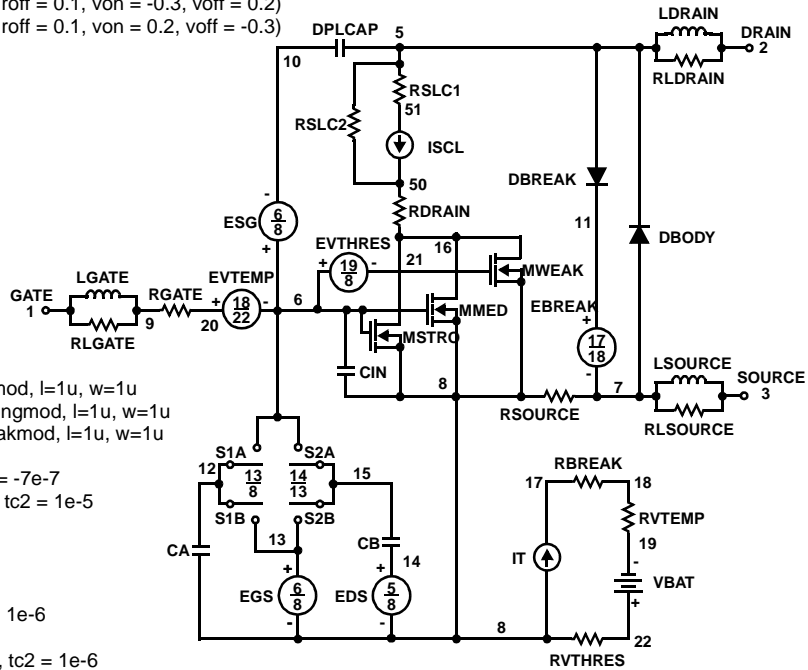 roff = 0.1, von = -0.3, voff = 0.2)
roff = 0.1, von = 0.2, voff = -0.3)
LDRAIN
DPLCAP 5 DRAIN
2
10
RLDRAIN
RSLC1
51
RSLC2
ISCL
50
DBREAK
RDRAIN
-
ESG 6 8
+
11
DBODY
EVTHRES
16
21
+ 19 8 -
MWEAK
LGATE
EVTEMP
GATE
1
RGATE
+ 18 22 -
6
MMED
EBREAK
+
9
20
RLGATE
MSTRO
17 18
-
CIN
8
7
LSOURCE
SOURCE
3
RSOURCE
RLSOURCE
mod, l=1u, w=1u
ngmod, l=1u, w=1u
akmod, l=1u, w=1u
= -7e-7
tc2 = 1e-5
S1A S2A
12
13 8
14 13
15
S1B S2B
13
CA
CB
14
+
EGS 6 8
-
+
EDS 5 8
-
RBREAK
17 18
RVTEMP
19
IT
-
VBAT
+
8
22
RVTHRES
1e-6
, tc2 = 1e-6